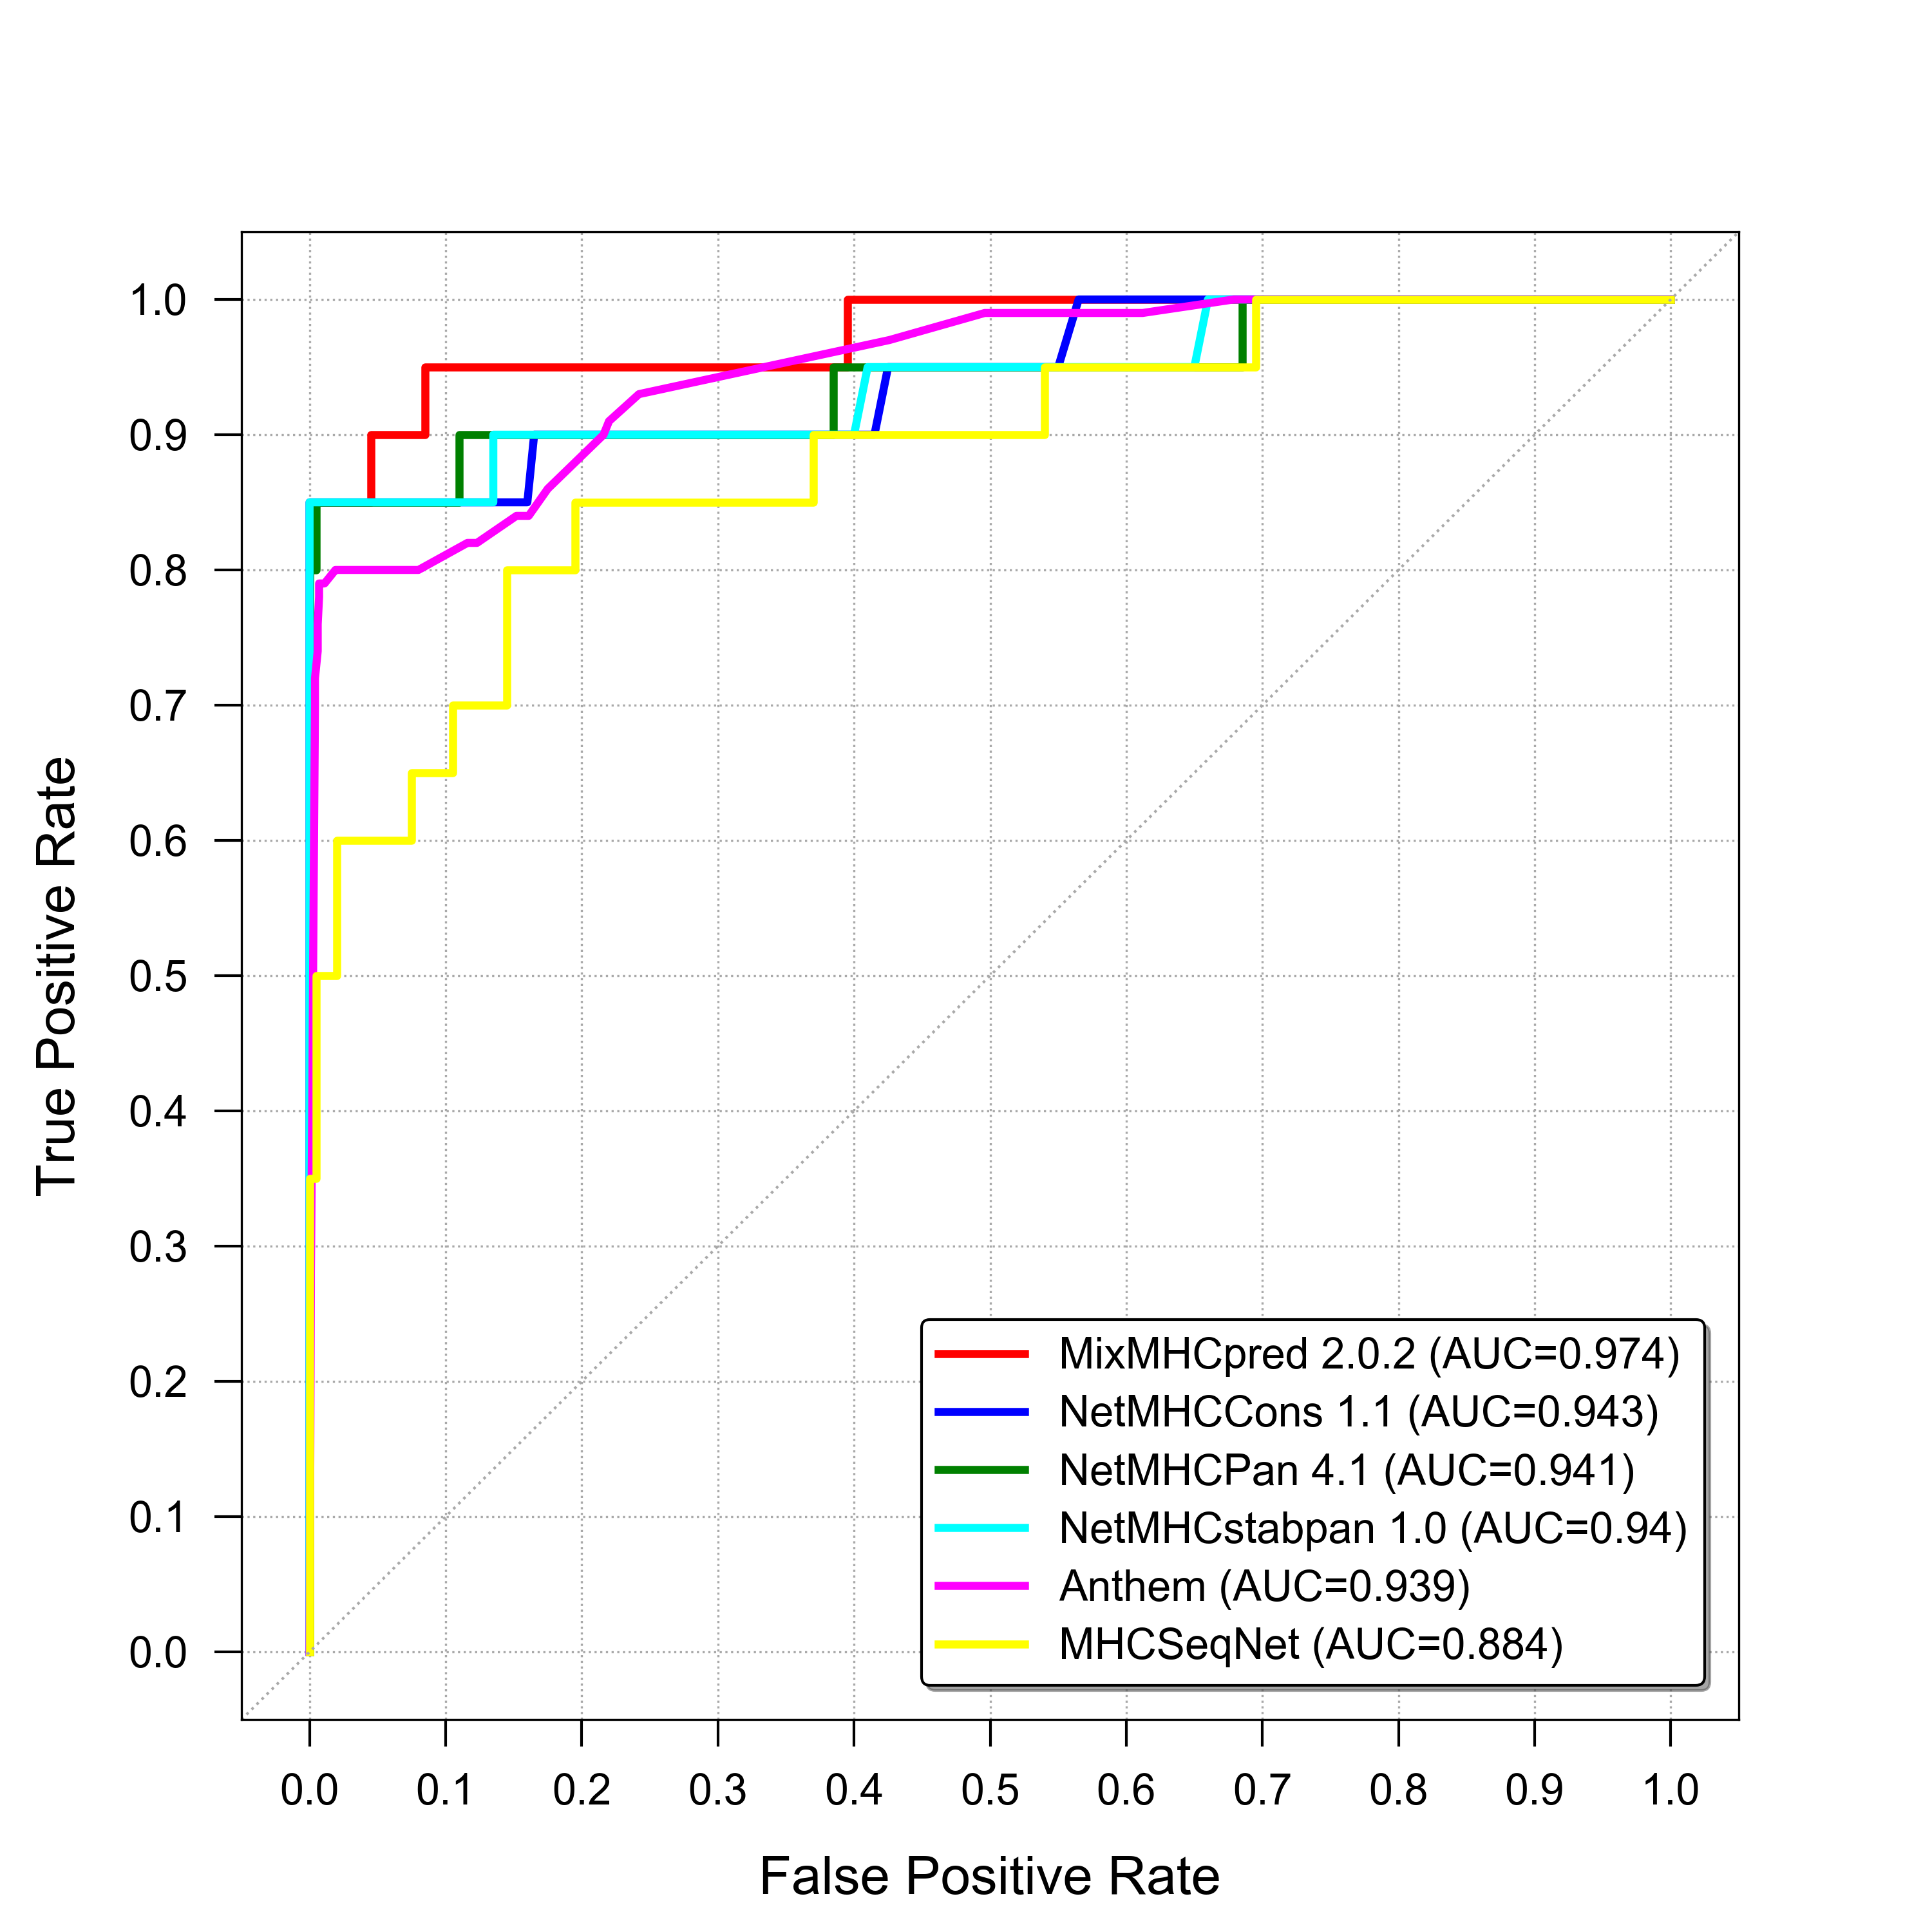 1.0
0.9
0.8
0.7
0.6
0.5
0.4
0.3
0.2
0.1
0.0
True Positive Rate
MixMHCpred 2.0.2 (AUC=0.974)
NetMHCCons 1.1 (AUC=0.943)
NetMHCPan 4.1 (AUC=0.941)
NetMHCstabpan 1.0 (AUC=0.94)
Anthem (AUC=0.939)
MHCSeqNet (AUC=0.884)
0.0 0.1 0.2 0.3 0.4 0.5 0.6 0.7 0.8 0.9 1.0
False Positive Rate